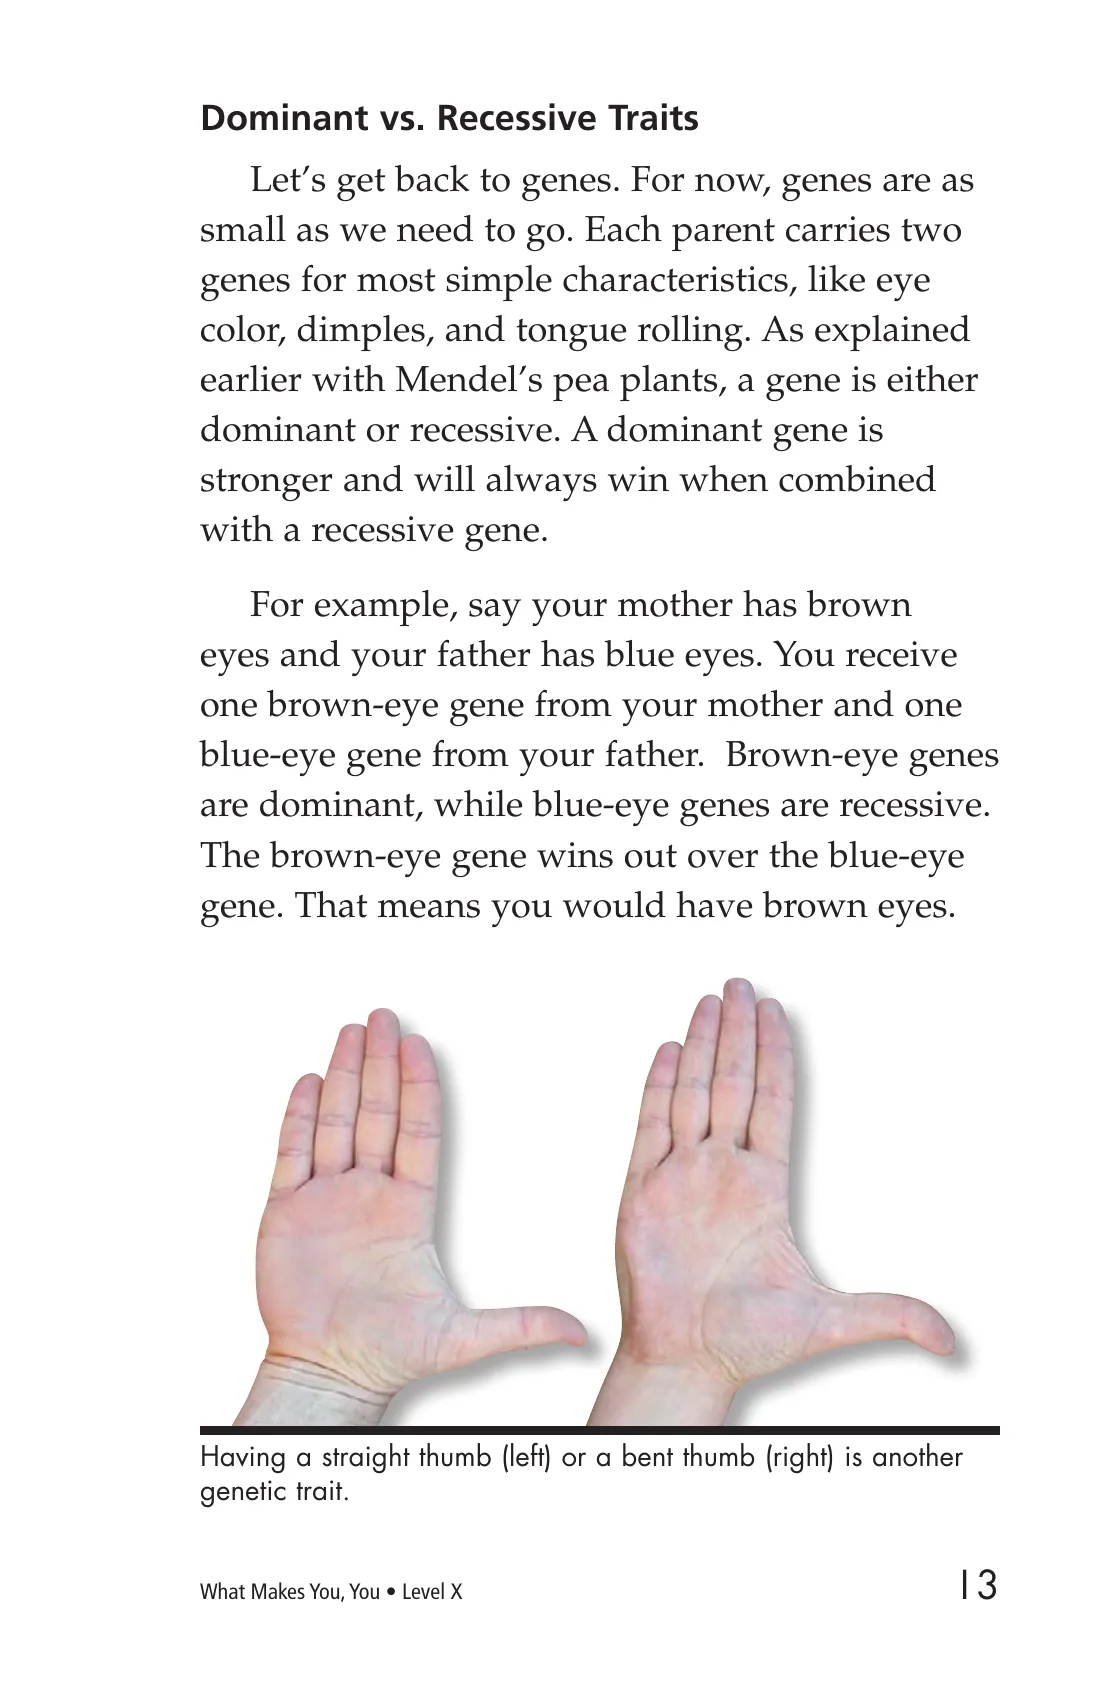 Dominant vs. Recessive Traits
Let’s get back to genes. For now, genes are as
small as we need to go. Each parent carries two
genes for most simple characteristics, like eye
color, dimples, and tongue rolling. As explained
earlier with Mendel’s pea plants, a gene is either
dominant or recessive. A dominant gene is
stronger and will always win when combined
with a recessive gene.
For example, say your mother has brown
eyes and your father has blue eyes. You receive
one brown-eye gene from your mother and one
blue-eye gene from your father.  Brown-eye genes
are dominant, while blue-eye genes are recessive.
The brown-eye gene wins out over the blue-eye
gene. That means you would have brown eyes.
Having a straight thumb (left) or a bent thumb (right) is another
genetic trait.
What Makes You, You • Level X
13